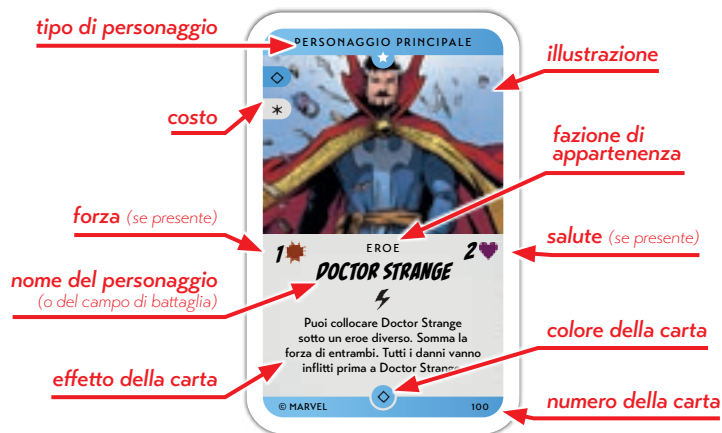 tipo di personaggio
PERSONAGGIO PRINCIPALE
illustrazione
costo
fazione di
appartenenza
forza (se presente)
1
EROE
2
salute (se presente)
DOCTOR STRANGE
nome del personaggio
(o del campo di battaglia)
Puoi collocare Doctor Strange
sotto un eroe diverso. Somma la
forza di entrambi. Tutti i danni vanno
inflitti prima a Doctor Strange
colore della carta
effetto della carta
© MARVEL
100
numero della carta